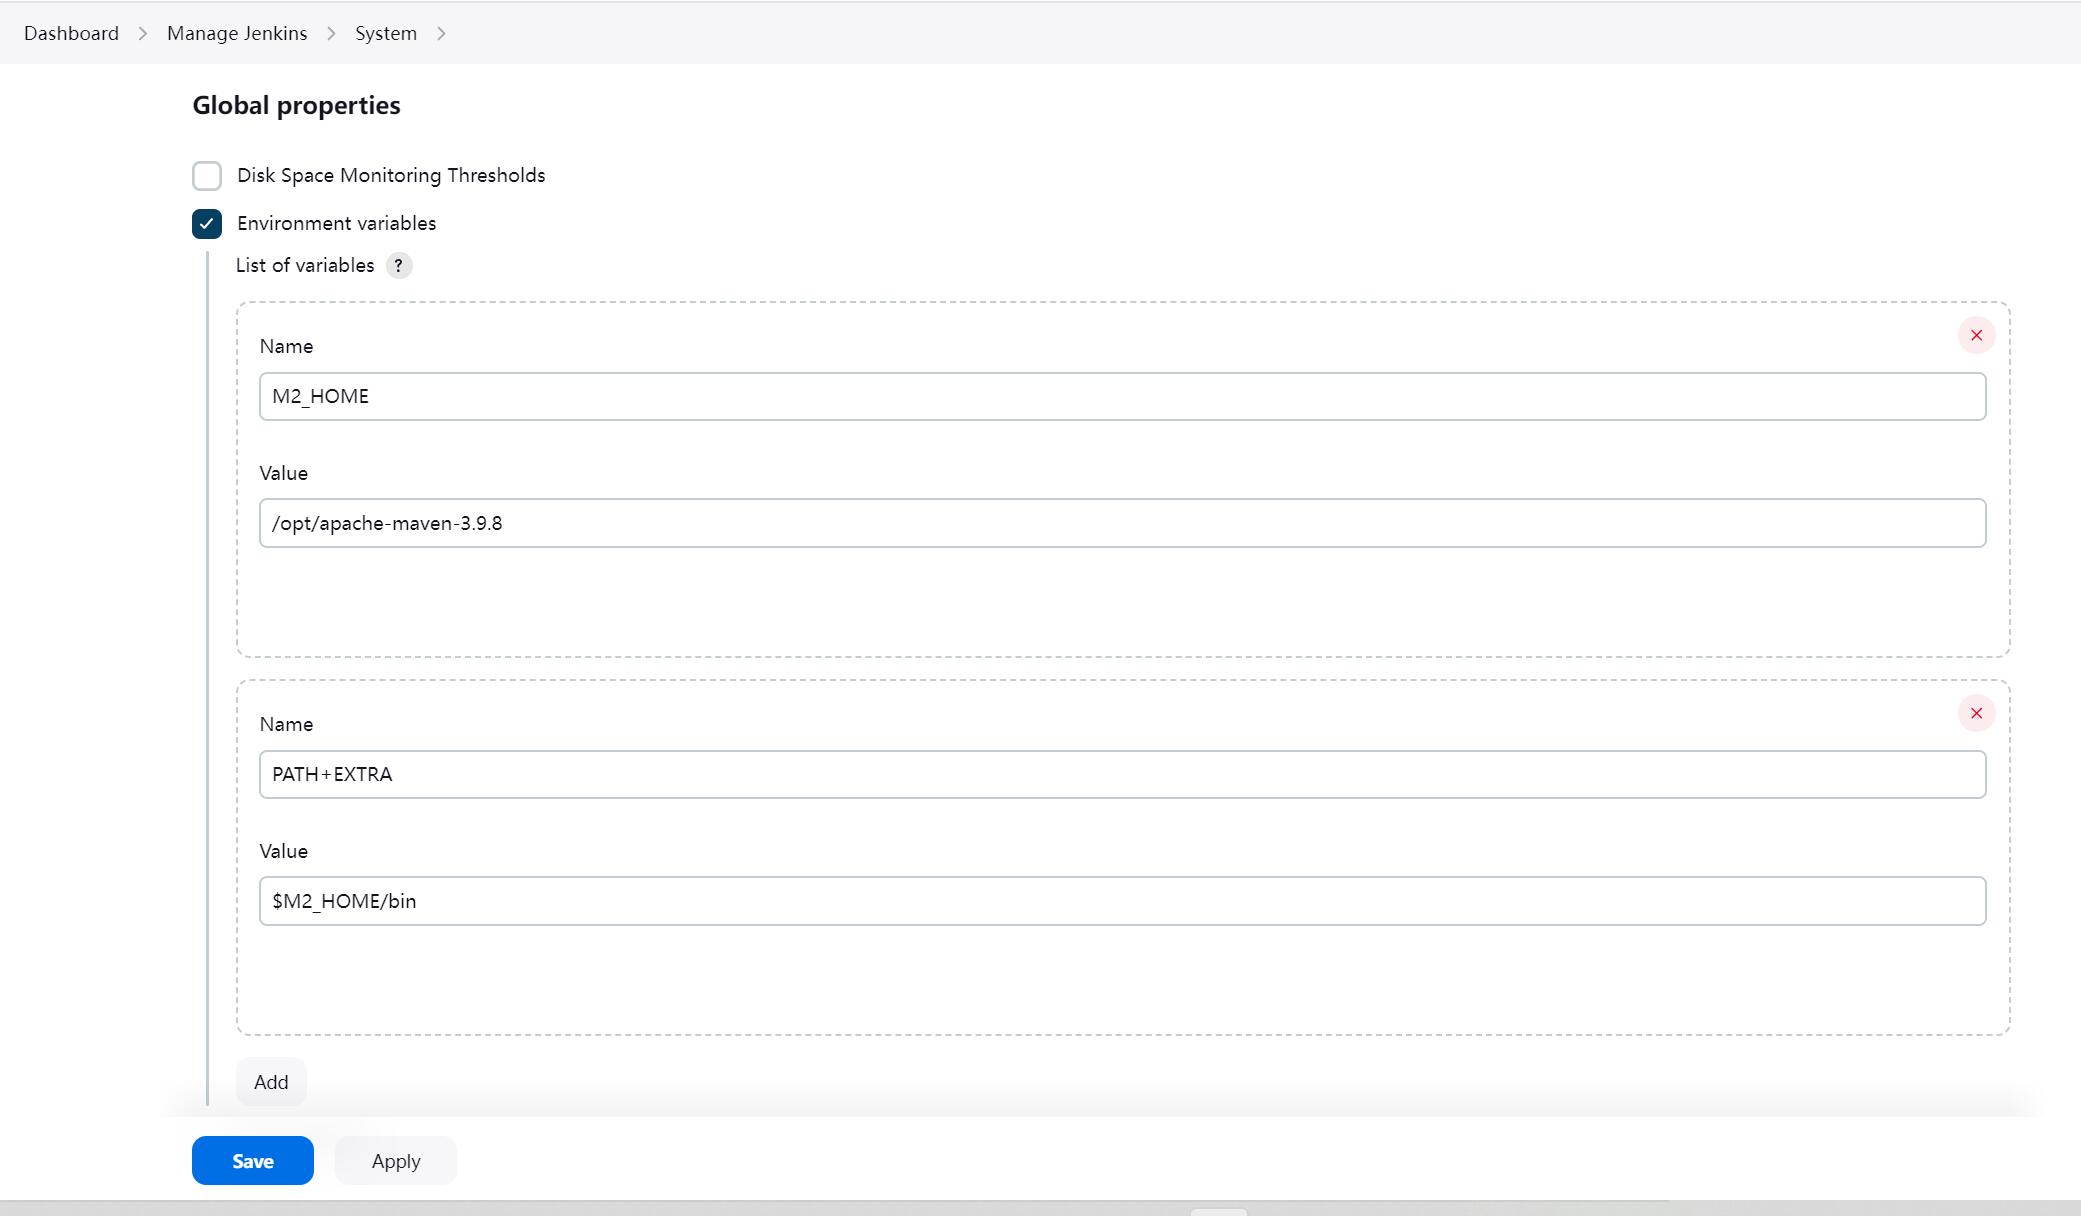 Dashboard > Manage Jenkins > System >
Global properties
Disk Space Monitoring Thresholds
Environment variables
List of variables ?
Name
M2_HOME
Value
/opt/apache-maven-3.9.8
Name
PATH+EXTRA
Value
$M2_HOME/bin
Add
Save Apply